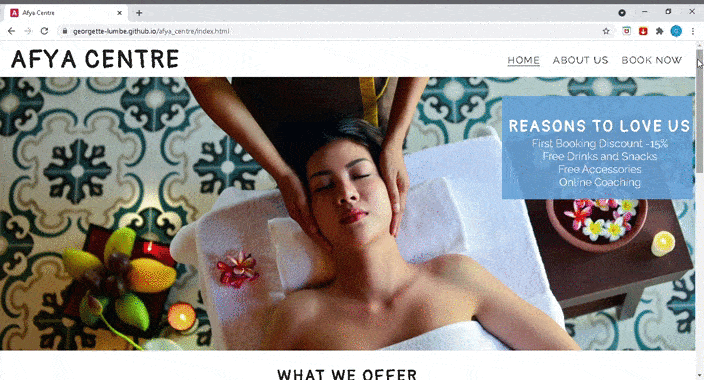 Afya Centre
georgette-lumbe.github.io/afya_centre/index.html
AFYA CENTRE
HOME ABOUT US BOOK NOW
REASONS TO LOVE US
First Booking Discount -15%
Free Drinks and Snacks
Free Accessories
Online Coaching
WHAT WE OFFER